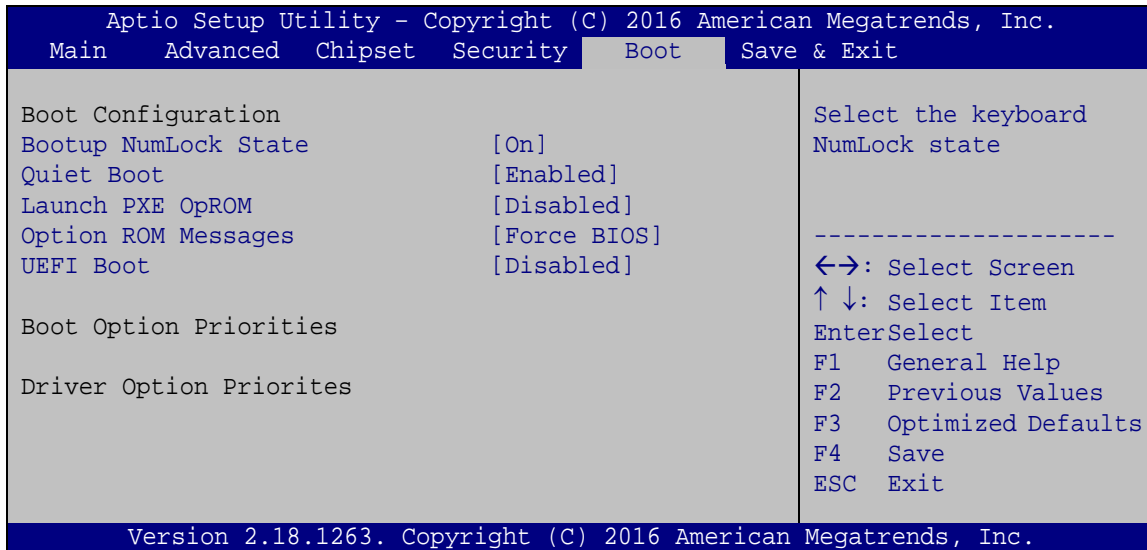 Aptio Setup Utility – Copyright (C) 2016 American Megatrends, Inc.
Main Advanced Chipset Security Boot Save & Exit
Boot Configuration
Bootup NumLock State [On]
Quiet Boot [Enabled]
Launch PXE OpROM [Disabled]
Option ROM Messages [Force BIOS]
UEFI Boot [Disabled]
Boot Option Priorities
Driver Option Priorites
Select the keyboard
NumLock state
---------------------
←→: Select Screen
↑ ↓: Select Item
EnterSelect
F1 General Help
F2 Previous Values
F3 Optimized Defaults
F4 Save
ESC Exit
Version 2.18.1263. Copyright (C) 2016 American Megatrends, Inc.